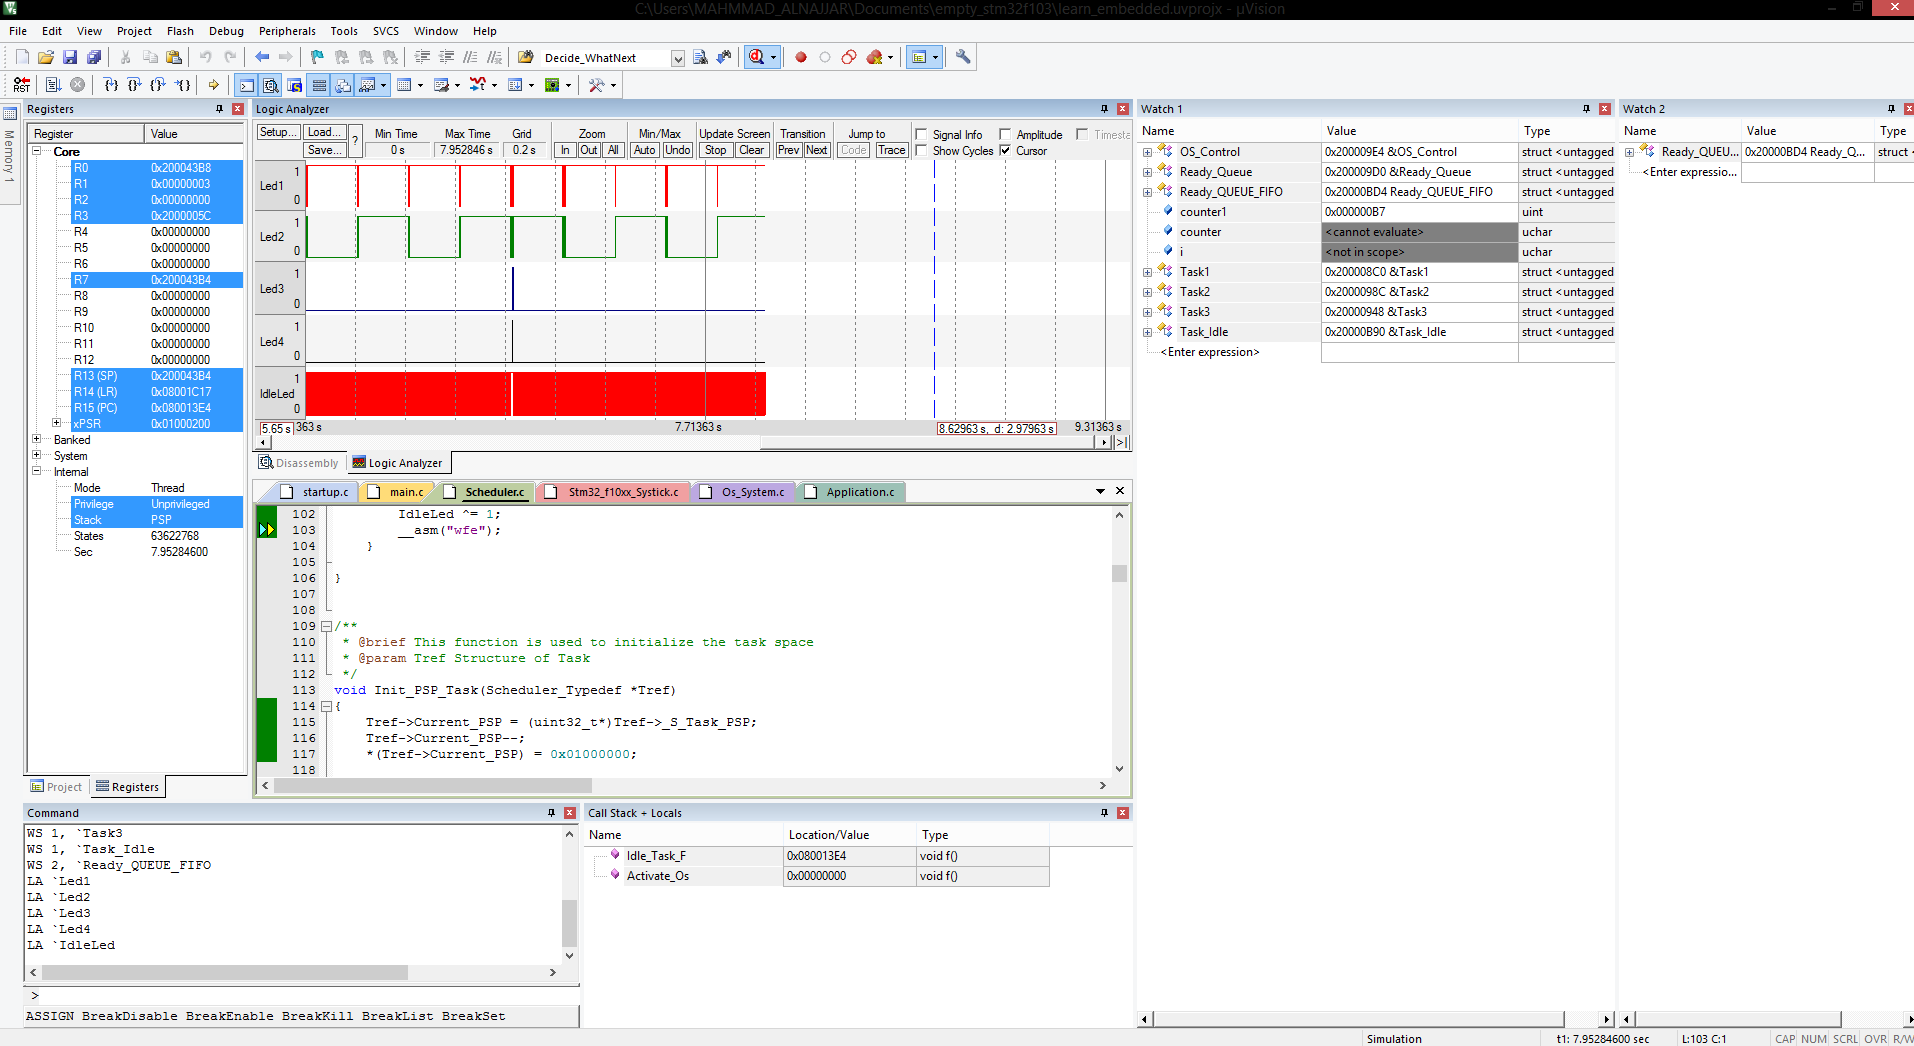 C:\Users\MAHMMAD_ALNAJJAR\Documents\empty_stm32f103\learn_embedded.uvprojx - µVision
File Edit View Project Flash Debug Peripherals Tools SVCS Window Help
Decide_WhatNext
RST
Registers
Register Value
Core
R0 0x200043B8
R1 0x00000003
R2 0x00000000
R3 0x2000005C
R4 0x00000000
R5 0x00000000
R6 0x00000000
R7 0x200043B4
R8 0x00000000
R9 0x00000000
R10 0x00000000
R11 0x00000000
R12 0x00000000
R13 (SP) 0x200043B4
R14 (LR) 0x08001C17
R15 (PC) 0x080013E4
xPSR 0x01000200
Banked
System
Internal
Mode Thread
Privilege Unprivileged
Stack PSP
States 63622768
Sec 7.95284600
Project Registers
Memory 1
Logic Analyzer
Setup... Load... Save... ?
Min Time Max Time Grid Zoom Min/Max Update Screen Transition Jump to
0 s 7.952846 s 0.2 s In Out All Auto Undo Stop Clear Prev Next Code Trace
Signal Info Amplitude Timesta
Show Cycles Cursor
Led1 1 0
Led2 1 0
Led3 1 0
Led4 1 0
IdleLed 1 0
5.65 s 363 s 7.71363 s 8.62963 s, d: 2.97963 s 9.31363 s
Disassembly Logic Analyzer
startup.c main.c Scheduler.c Stm32_f10xx_Systick.c Os_System.c Application.c
102 IdleLed ^= 1;
103 __asm("wfe");
104 }
105
106 }
107
108
109 /**
110 * @brief This function is used to initialize the task space
111 * @param Tref Structure of Task
112 */
113 void Init_PSP_Task(Scheduler_Typedef *Tref)
114 {
115 Tref->Current_PSP = (uint32_t*)Tref->_S_Task_PSP;
116 Tref->Current_PSP--;
117 *(Tref->Current_PSP) = 0x01000000;
118
Watch 1
Name Value Type
OS_Control 0x200009E4 &OS_Control struct <untagged
Ready_Queue 0x200009D0 &Ready_Queue struct <untagged
Ready_QUEUE_FIFO 0x20000BD4 Ready_QUEUE_FIFO struct <untagged
counter1 0x000000B7 uint
counter <cannot evaluate> uchar
i <not in scope> uchar
Task1 0x200008C0 &Task1 struct <untagged
Task2 0x2000098C &Task2 struct <untagged
Task3 0x20000948 &Task3 struct <untagged
Task_Idle 0x20000B90 &Task_Idle struct <untagged
<Enter expression>
Watch 2
Name Value Type
Ready_QUEU... 0x20000BD4 Ready_Q... struct
<Enter expressio...
Command
WS 1, `Task3
WS 1, `Task_Idle
WS 2, `Ready_QUEUE_FIFO
LA `Led1
LA `Led2
LA `Led3
LA `Led4
LA `IdleLed
>
ASSIGN BreakDisable BreakEnable BreakKill BreakList BreakSet
Call Stack + Locals
Name Location/Value Type
Idle_Task_F 0x080013E4 void f()
Activate_Os 0x00000000 void f()
Simulation t1: 7.95284600 sec L:103 C:1 CAP NUM SCRL OVR R/W